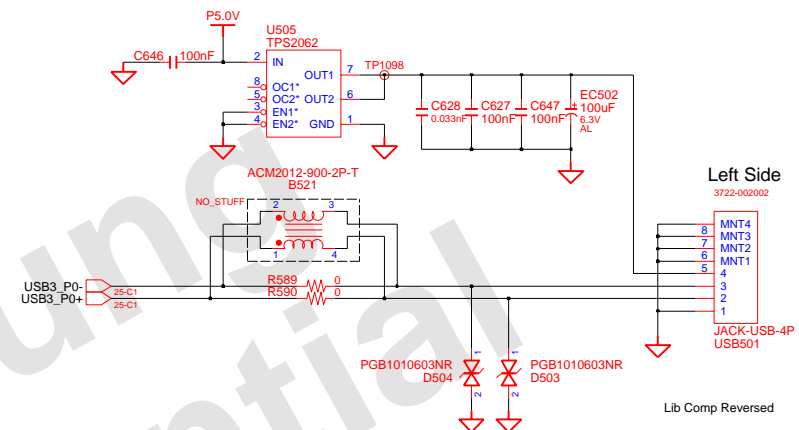 P5.0V
U505
TPS2062
C646 100nF
2 IN
OUT1 7
TP1098
8 OC1*
5 OC2* OUT2 6
3 EN1*
4 EN2* GND 1
C628
0.033nF
C627
100nF
C647
100nF
EC502
100uF
6.3V
AL
ACM2012-900-2P-T
B521
NO_STUFF
2 3
1 4
Left Side
3722-002002
MNT4
8 MNT3
7 MNT2
6 MNT1
5 4
3
2
1
JACK-USB-4P
USB501
USB3_P0-
25-C1
USB3_P0+
25-C1
R589 0
R590 0
PGB1010603NR
D504
1
2
PGB1010603NR
D503
1
2
Lib Comp Reversed